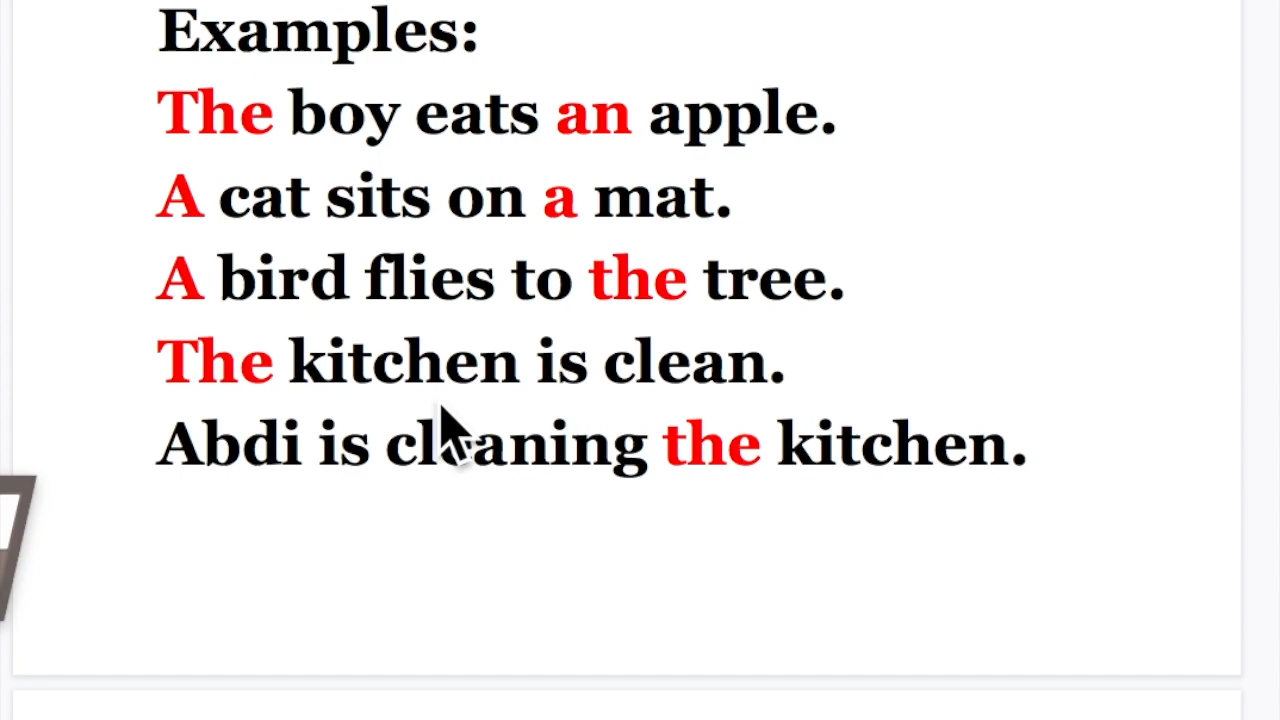 Examples:
The boy eats an apple.
A cat sits on a mat.
A bird flies to the tree.
The kitchen is clean.
Abdi is cleaning the kitchen.